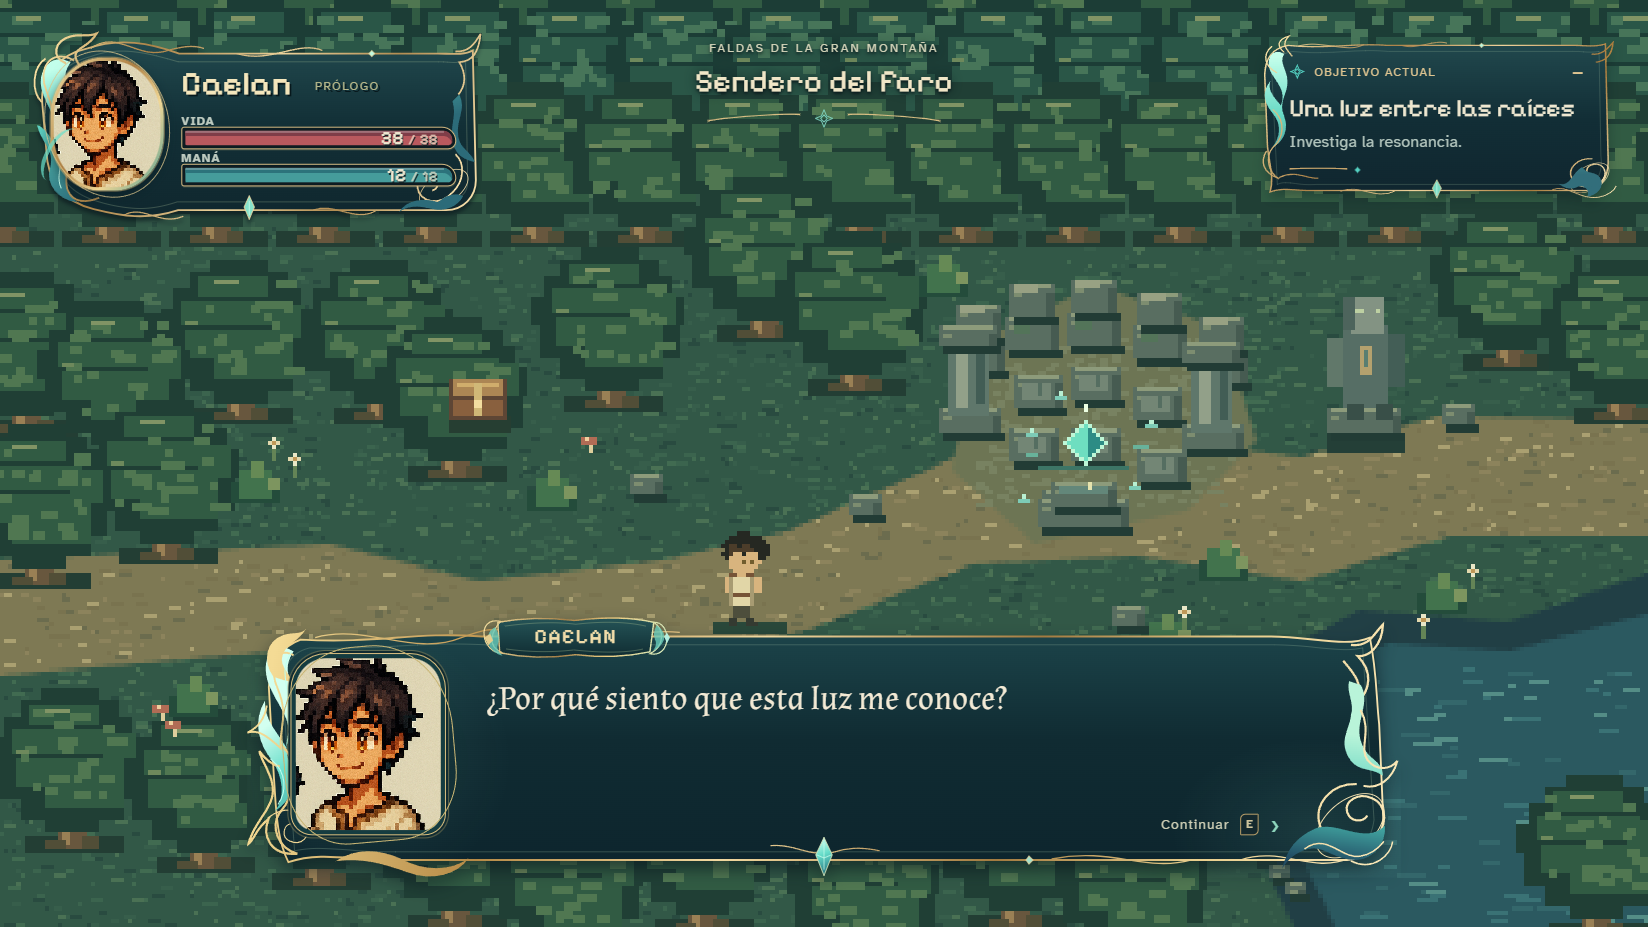 Caelan PRÓLOGO
VIDA
38 / 38
MANÁ
12 / 12
FALDAS DE LA GRAN MONTAÑA
Sendero del Faro
OBJETIVO ACTUAL –
Una luz entre las raíces
Investiga la resonancia.
CAELAN
¿Por qué siento que esta luz me conoce?
Continuar E ❯